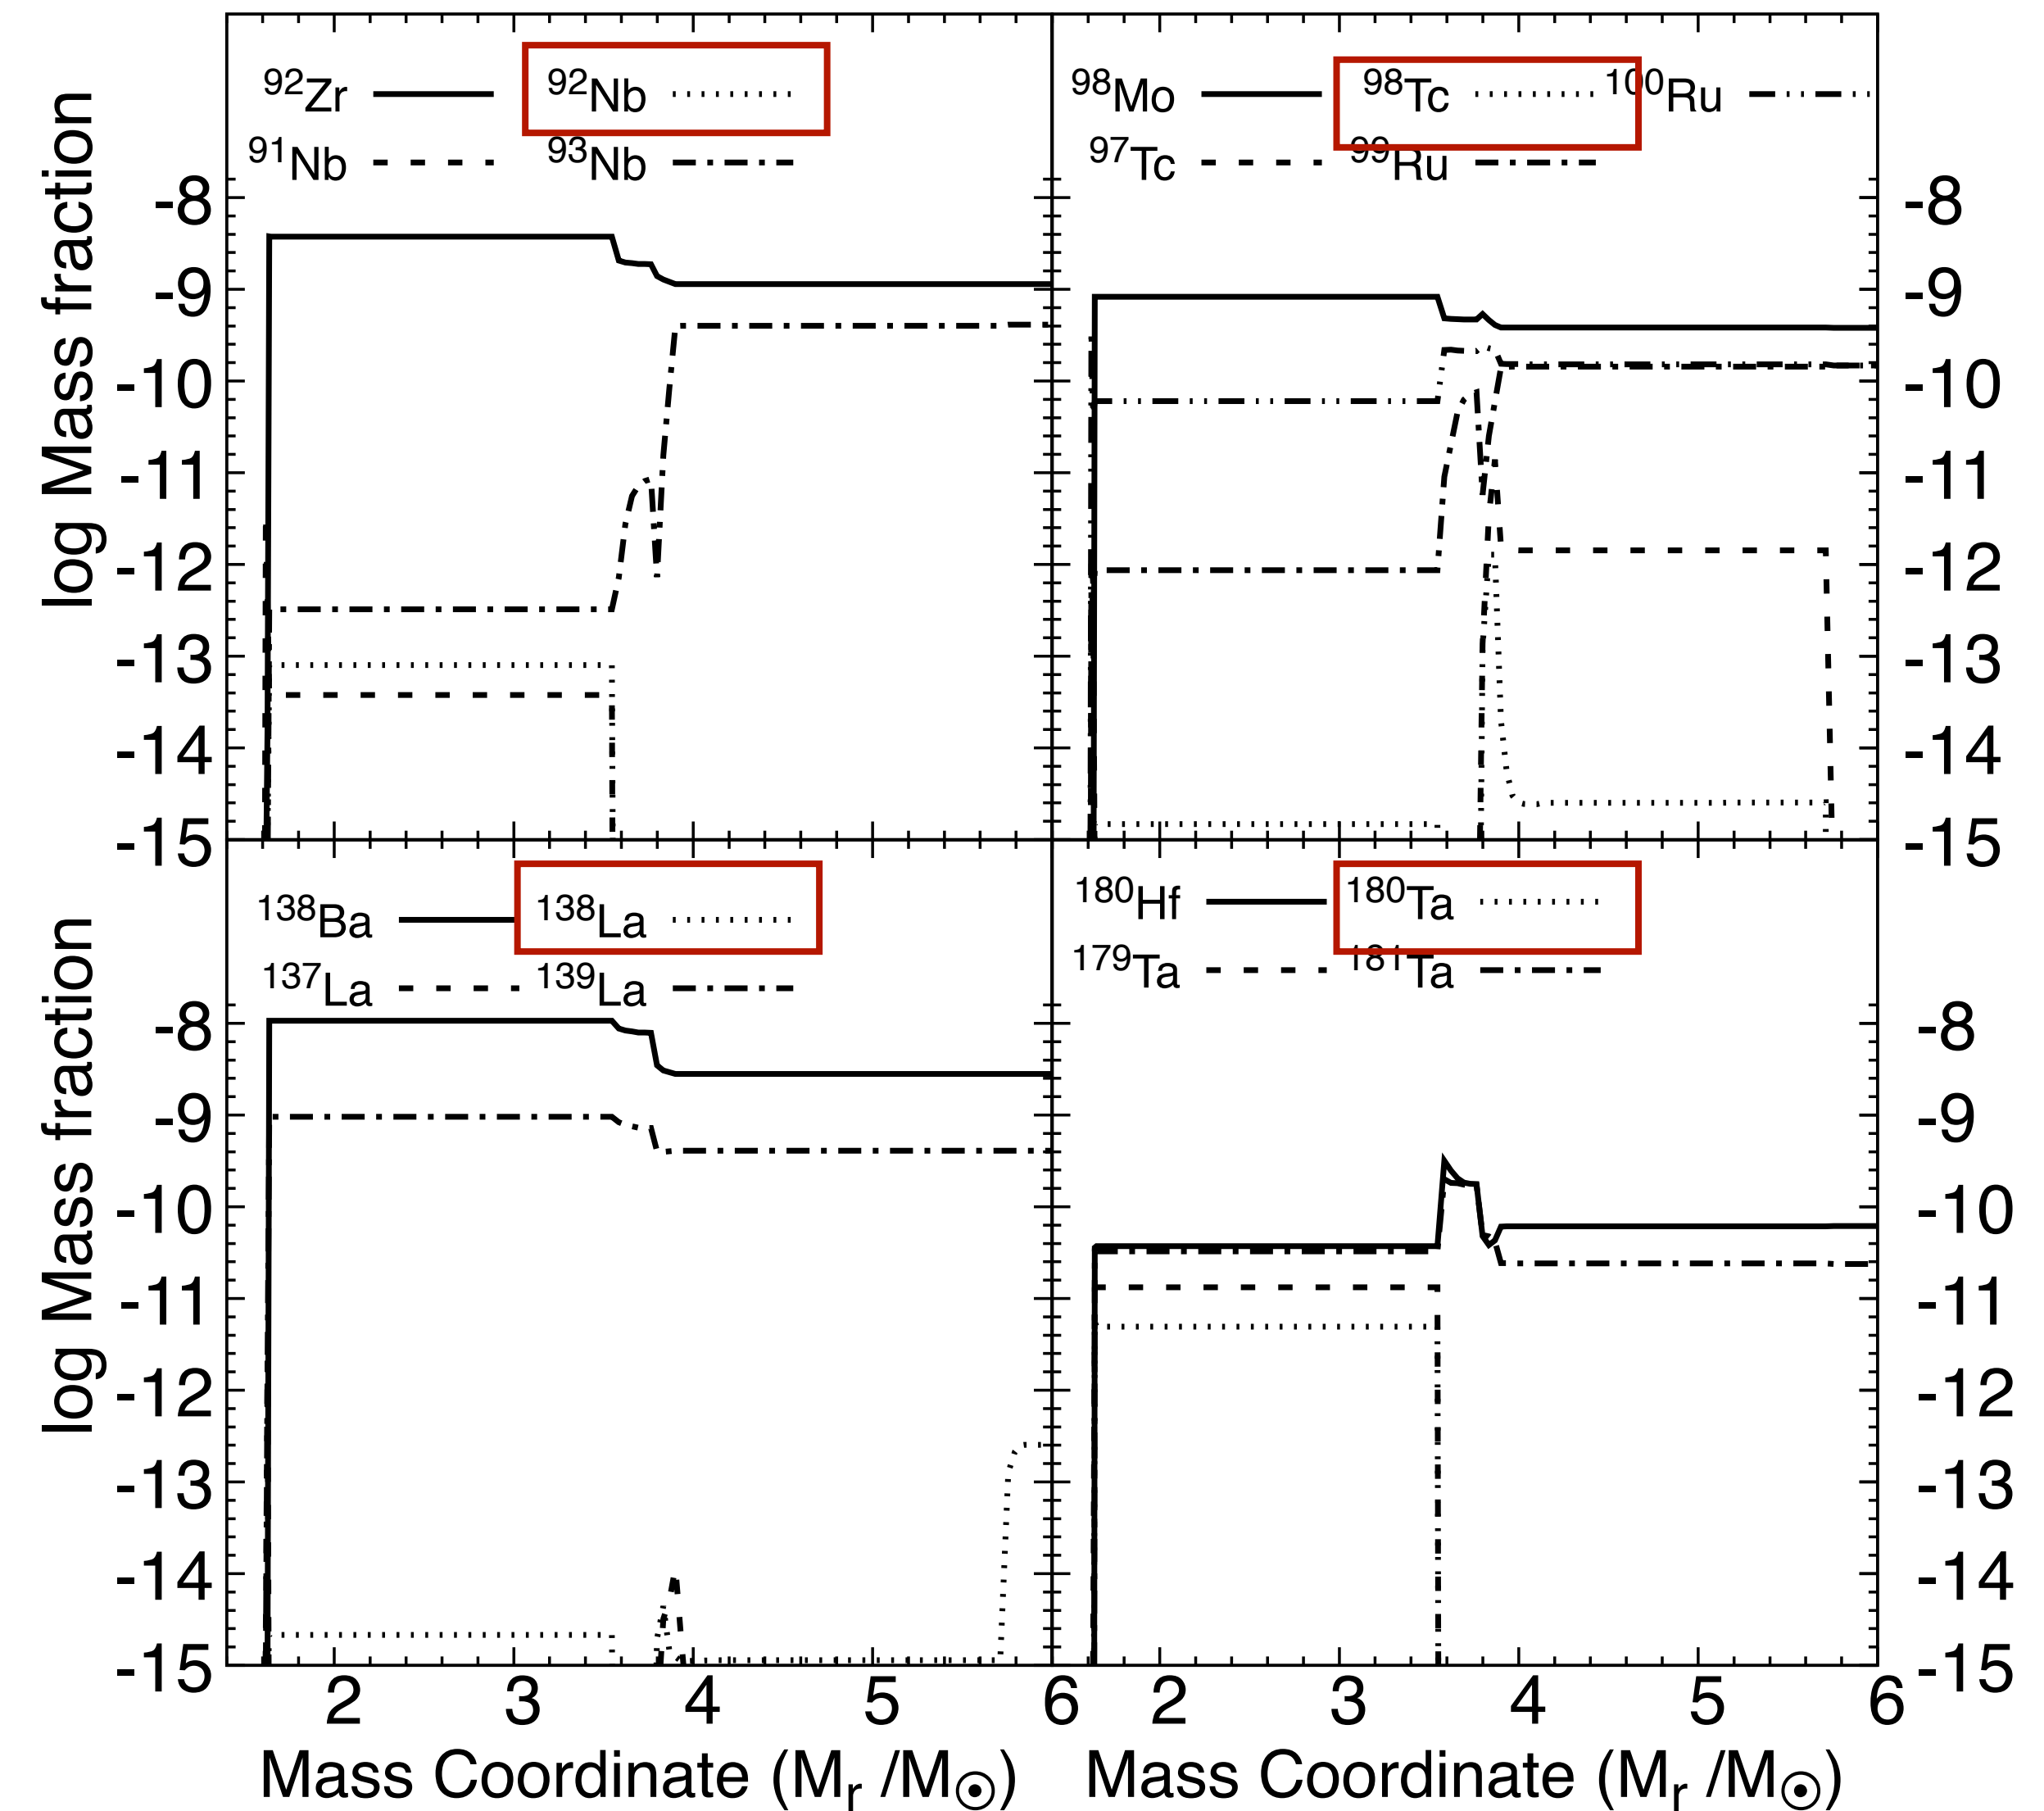 ⁹²Zr ⁹²Nb
⁹¹Nb ⁹³Nb
⁹⁸Mo ⁹⁸Tc ¹⁰⁰Ru
⁹⁷Tc ⁹⁹Ru
log Mass fraction
-8
-9
-10
-11
-12
-13
-14
-15
-8
-9
-10
-11
-12
-13
-14
-15
¹³⁸Ba ¹³⁸La
¹³⁷La ¹³⁹La
¹⁸⁰Hf ¹⁸⁰Ta
¹⁷⁹Ta ¹⁸¹Ta
log Mass fraction
-8
-9
-10
-11
-12
-13
-14
-15
-8
-9
-10
-11
-12
-13
-14
-15
2 3 4 5 6 2 3 4 5 6
Mass Coordinate (Mᵣ /M☉) Mass Coordinate (Mᵣ /M☉)